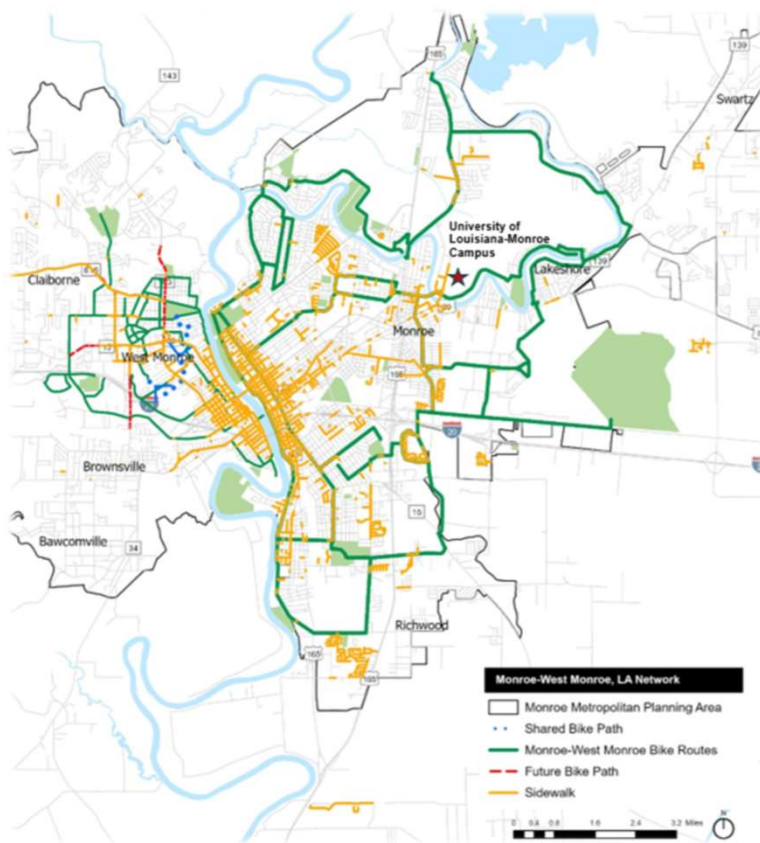 165
139
143
Swartz
University of
Louisiana-Monroe
Campus
Lakeshore
139
Claiborne
Monroe
West Monroe
Brownsville
15
Bawcomville
34
Richwood
165
165
Monroe-West Monroe, LA Network
Monroe Metropolitan Planning Area
Shared Bike Path
Monroe-West Monroe Bike Routes
Future Bike Path
Sidewalk
N
0 0.4 0.8 1.6 2.4 3.2 Miles